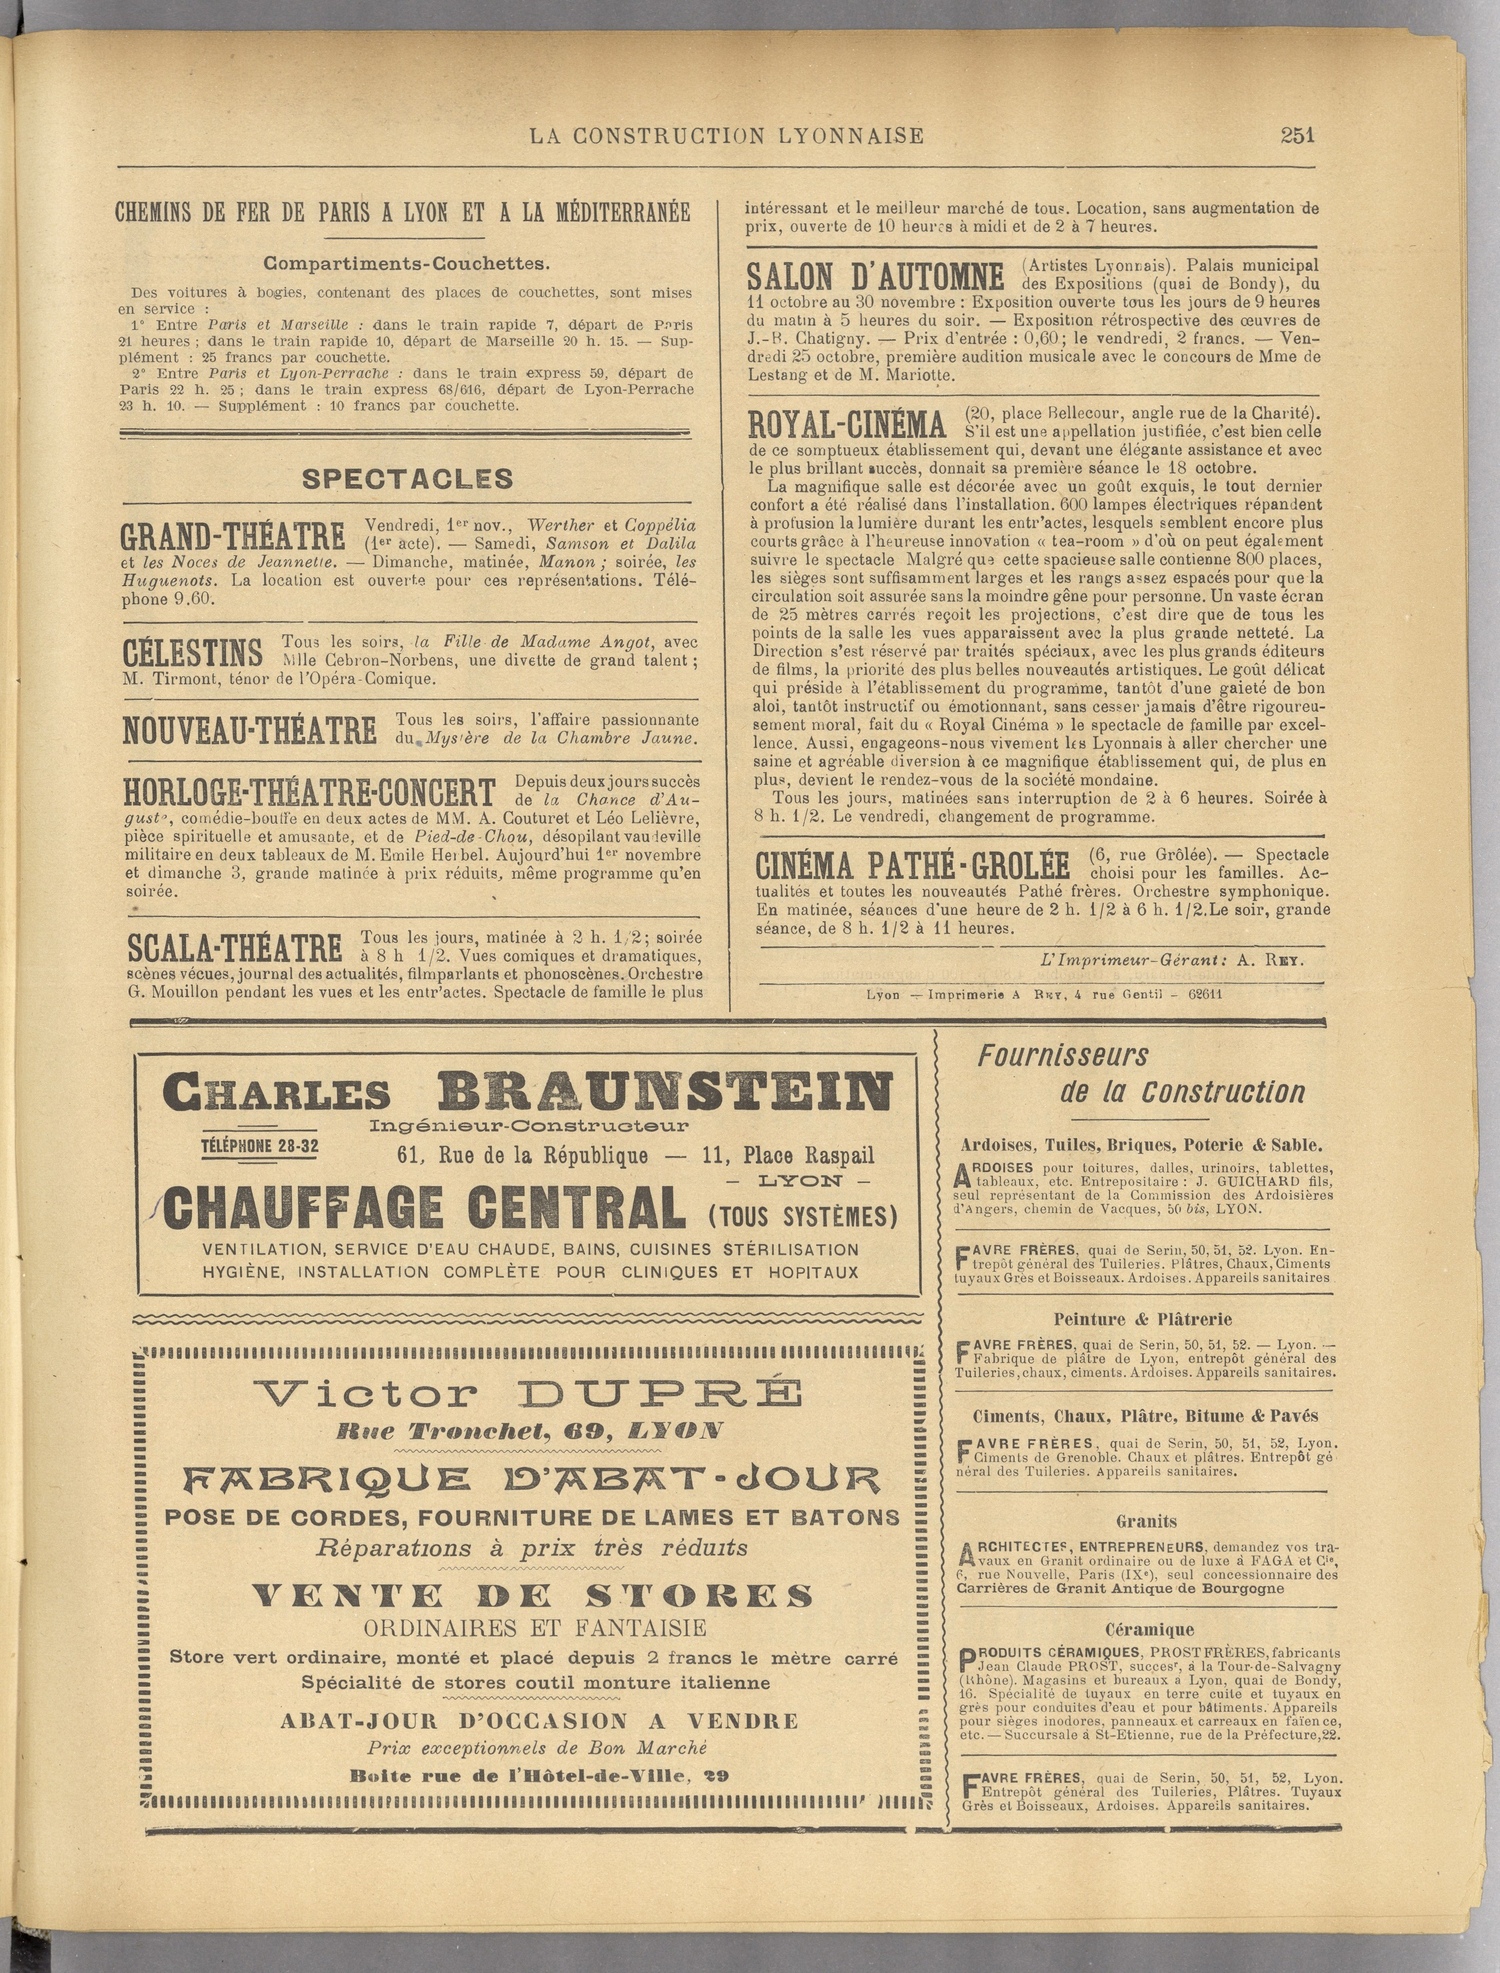 LA CONSTRUCTION LYONNAISE
251
CHEMINS DE FER DE PARIS A LYON ET A LA MÉDITERRANÉE
Compartiments-Couchettes.
Des voitures à bogies, contenant des places de couchettes, sont mises
en service :
1° Entre Paris et Marseille : dans le train rapide 7, départ de Paris
21 heures ; dans le train rapide 10, départ de Marseille 20 h. 15. — Sup-
plément : 25 francs par couchette.
2° Entre Paris et Lyon-Perrache : dans le train express 59, départ de
Paris 22 h. 25 ; dans le train express 68/616, départ de Lyon-Perrache
23 h. 10. — Supplément : 10 francs par couchette.
SPECTACLES
GRAND-THÉATRE Vendredi, 1er nov., Werther et Coppélia
(1er acte). — Samedi, Samson et Dalila
et les Noces de Jeannette. — Dimanche, matinée, Manon ; soirée, les
Huguenots. La location est ouverte pour ces représentations. Télé-
phone 9.60.
CÉLESTINS Tous les soirs, la Fille de Madame Angot, avec
Mlle Cebron-Norbens, une divette de grand talent ;
M. Tirmont, ténor de l'Opéra-Comique.
NOUVEAU-THÉATRE Tous les soirs, l'affaire passionnante
du Mystère de la Chambre Jaune.
HORLOGE-THÉATRE-CONCERT Depuis deux jours succès
de la Chance d'Au-
guste, comédie-bouffe en deux actes de MM. A. Couturet et Léo Lelièvre,
pièce spirituelle et amusante, et de Pied-de-Chou, désopilant vaudeville
militaire en deux tableaux de M. Emile Herbel. Aujourd'hui 1er novembre
et dimanche 3, grande matinée à prix réduits, même programme qu'en
soirée.
SCALA-THÉATRE Tous les jours, matinée à 2 h. 1/2; soirée
à 8 h 1/2. Vues comiques et dramatiques,
scènes vécues, journal des actualités, filmparlants et phonoscènes. Orchestre
G. Mouillon pendant les vues et les entr'actes. Spectacle de famille le plus
intéressant et le meilleur marché de tous. Location, sans augmentation de
prix, ouverte de 10 heures à midi et de 2 à 7 heures.
SALON D'AUTOMNE (Artistes Lyonnais). Palais municipal
des Expositions (quai de Bondy), du
11 octobre au 30 novembre : Exposition ouverte tous les jours de 9 heures
du matin à 5 heures du soir. — Exposition rétrospective des œuvres de
J.-B. Chatigny. — Prix d'entrée : 0,60 ; le vendredi, 2 francs. — Ven-
dredi 25 octobre, première audition musicale avec le concours de Mme de
Lestang et de M. Mariotte.
ROYAL-CINÉMA (20, place Bellecour, angle rue de la Charité).
S'il est une appellation justifiée, c'est bien celle
de ce somptueux établissement qui, devant une élégante assistance et avec
le plus brillant succès, donnait sa première séance le 18 octobre.
La magnifique salle est décorée avec un goût exquis, le tout dernier
confort a été réalisé dans l'installation. 600 lampes électriques répandent
à profusion la lumière durant les entr'actes, lesquels semblent encore plus
courts grâce à l'heureuse innovation « tea-room » d'où on peut également
suivre le spectacle Malgré que cette spacieuse salle contienne 800 places,
les sièges sont suffisamment larges et les rangs assez espacés pour que la
circulation soit assurée sans la moindre gêne pour personne. Un vaste écran
de 25 mètres carrés reçoit les projections, c'est dire que de tous les
points de la salle les vues apparaissent avec la plus grande netteté. La
Direction s'est réservé par traités spéciaux, avec les plus grands éditeurs
de films, la priorité des plus belles nouveautés artistiques. Le goût délicat
qui préside à l'établissement du programme, tantôt d'une gaieté de bon
aloi, tantôt instructif ou émotionnant, sans cesser jamais d'être rigoureu-
sement moral, fait du « Royal Cinéma » le spectacle de famille par excel-
lence. Aussi, engageons-nous vivement les Lyonnais à aller chercher une
saine et agréable diversion à ce magnifique établissement qui, de plus en
plus, devient le rendez-vous de la société mondaine.
Tous les jours, matinées sans interruption de 2 à 6 heures. Soirée à
8 h. 1/2. Le vendredi, changement de programme.
CINÉMA PATHÉ-GROLÉE (6, rue Grôlée). — Spectacle
choisi pour les familles. Ac-
tualités et toutes les nouveautés Pathé frères. Orchestre symphonique.
En matinée, séances d'une heure de 2 h. 1/2 à 6 h. 1/2. Le soir, grande
séance, de 8 h. 1/2 à 11 heures.
L'Imprimeur-Gérant : A. REY.
Lyon — Imprimerie A REY, 4 rue Gentil - 62611
CHARLES BRAUNSTEIN
Ingénieur-Constructeur
TÉLÉPHONE 28-32
61, Rue de la République — 11, Place Raspail
- LYON -
CHAUFFAGE CENTRAL (TOUS SYSTÈMES)
VENTILATION, SERVICE D'EAU CHAUDE, BAINS, CUISINES STÉRILISATION
HYGIÈNE, INSTALLATION COMPLÈTE POUR CLINIQUES ET HOPITAUX
Victor DUPRÉ
Rue Tronchet, 69, LYON
FABRIQUE D'ABAT-JOUR
POSE DE CORDES, FOURNITURE DE LAMES ET BATONS
Réparations à prix très réduits
VENTE DE STORES
ORDINAIRES ET FANTAISIE
Store vert ordinaire, monté et placé depuis 2 francs le mètre carré
Spécialité de stores coutil monture italienne
ABAT-JOUR D'OCCASION A VENDRE
Prix exceptionnels de Bon Marché
Boite rue de l'Hôtel-de-Ville, 29
Fournisseurs
de la Construction
Ardoises, Tuiles, Briques, Poterie & Sable.
ARDOISES pour toitures, dalles, urinoirs, tablettes,
tableaux, etc. Entrepositaire : J. GUICHARD fils,
seul représentant de la Commission des Ardoisières
d'Angers, chemin de Vacques, 50 bis, LYON.
FAVRE FRÈRES, quai de Serin, 50, 51, 52. Lyon. En-
trepôt général des Tuileries. Plâtres, Chaux, Ciments
tuyaux Grès et Boisseaux. Ardoises. Appareils sanitaires
Peinture & Plâtrerie
FAVRE FRÈRES, quai de Serin, 50, 51, 52. — Lyon. —
Fabrique de plâtre de Lyon, entrepôt général des
Tuileries, chaux, ciments. Ardoises. Appareils sanitaires.
Ciments, Chaux, Plâtre, Bitume & Pavés
FAVRE FRÈRES, quai de Serin, 50, 51, 52, Lyon.
Ciments de Grenoble. Chaux et plâtres. Entrepôt gé
néral des Tuileries. Appareils sanitaires.
Granits
ARCHITECTES, ENTREPRENEURS, demandez vos tra-
vaux en Granit ordinaire ou de luxe à FAGA et Cie,
6, rue Nouvelle, Paris (IXe), seul concessionnaire des
Carrières de Granit Antique de Bourgogne
Céramique
PRODUITS CÉRAMIQUES, PROST FRÈRES, fabricants
Jean Claude PROST, succesr, à la Tour-de-Salvagny
(Rhône). Magasins et bureaux à Lyon, quai de Bondy,
16. Spécialité de tuyaux en terre cuite et tuyaux en
grès pour conduites d'eau et pour bâtiments. Appareils
pour sièges inodores, panneaux et carreaux en faïence,
etc. — Succursale à St-Etienne, rue de la Préfecture, 22.
FAVRE FRÈRES, quai de Serin, 50, 51, 52, Lyon.
Entrepôt général des Tuileries, Plâtres. Tuyaux
Grès et Boisseaux, Ardoises. Appareils sanitaires.